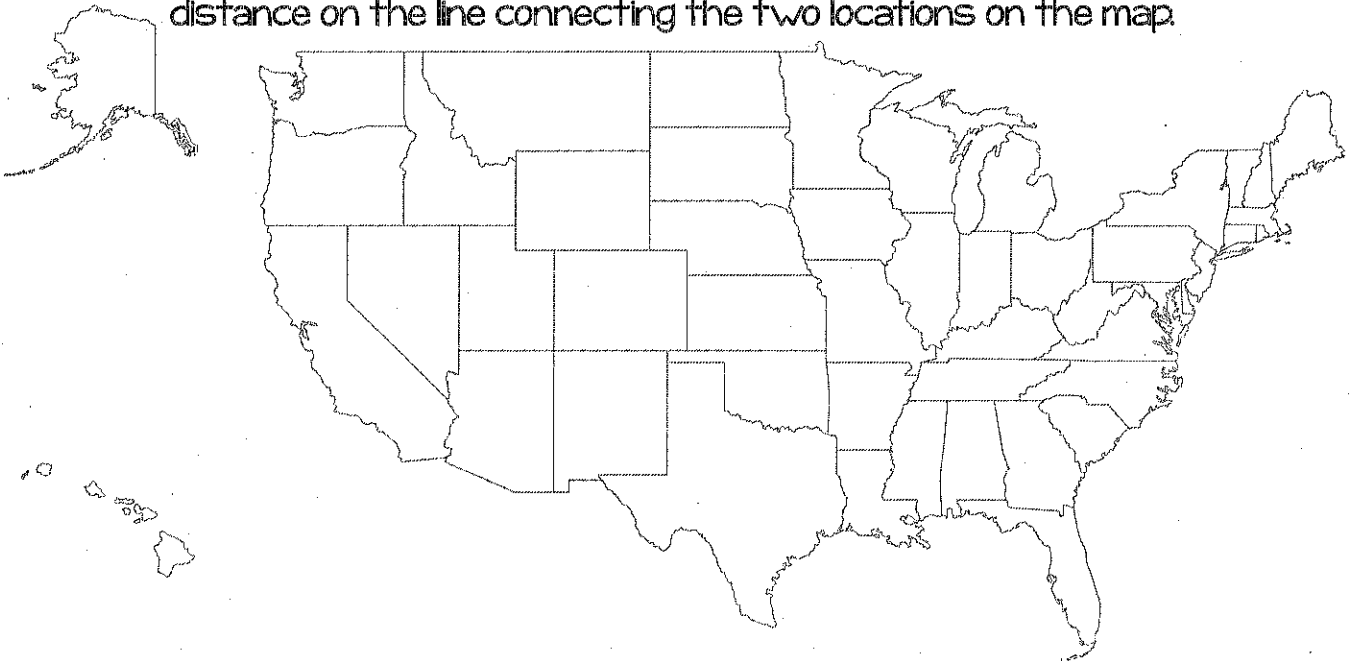 distance on the line connecting the two locations on the map.